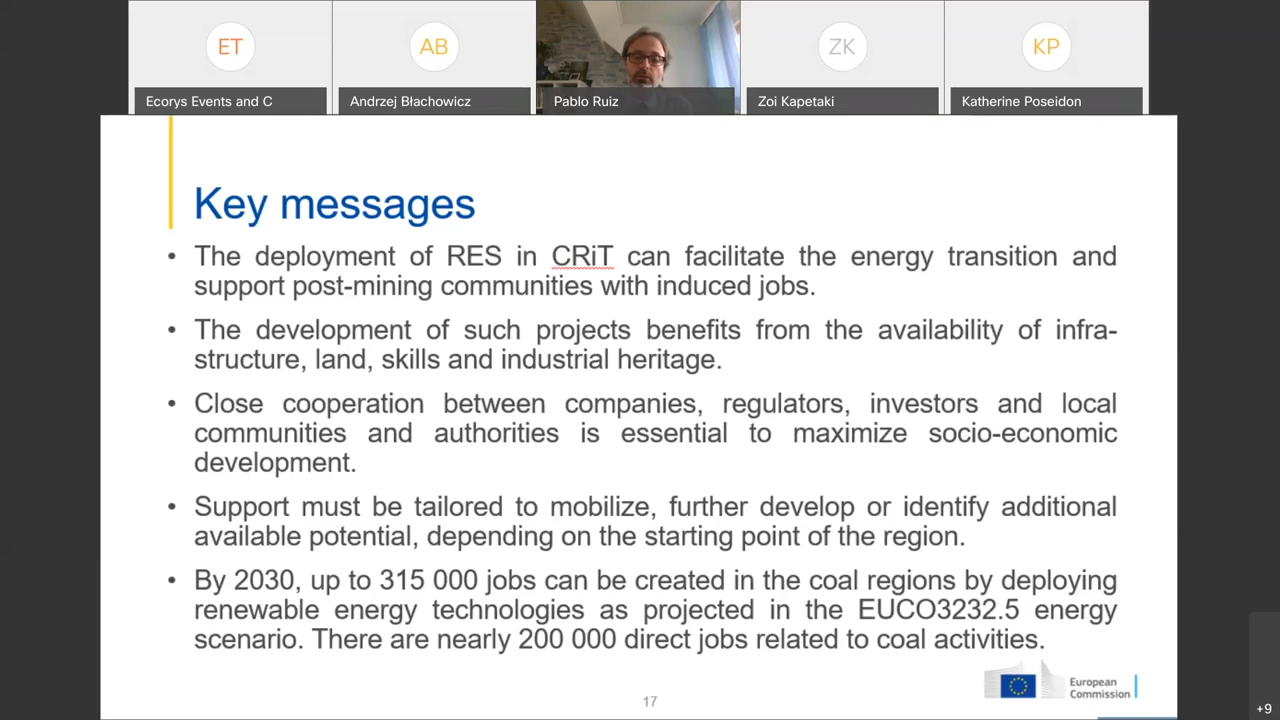 ET
AB
ZK
KP
Ecorys Events and C
Andrzej Błachowicz
Pablo Ruiz
Zoi Kapetaki
Katherine Poseidon
Key messages
• The deployment of RES in CRiT can facilitate the energy transition and
support post-mining communities with induced jobs.
• The development of such projects benefits from the availability of infra-
structure, land, skills and industrial heritage.
• Close cooperation between companies, regulators, investors and local
communities and authorities is essential to maximize socio-economic
development.
• Support must be tailored to mobilize, further develop or identify additional
available potential, depending on the starting point of the region.
• By 2030, up to 315 000 jobs can be created in the coal regions by deploying
renewable energy technologies as projected in the EUCO3232.5 energy
scenario. There are nearly 200 000 direct jobs related to coal activities.
European
Commission
17
+9